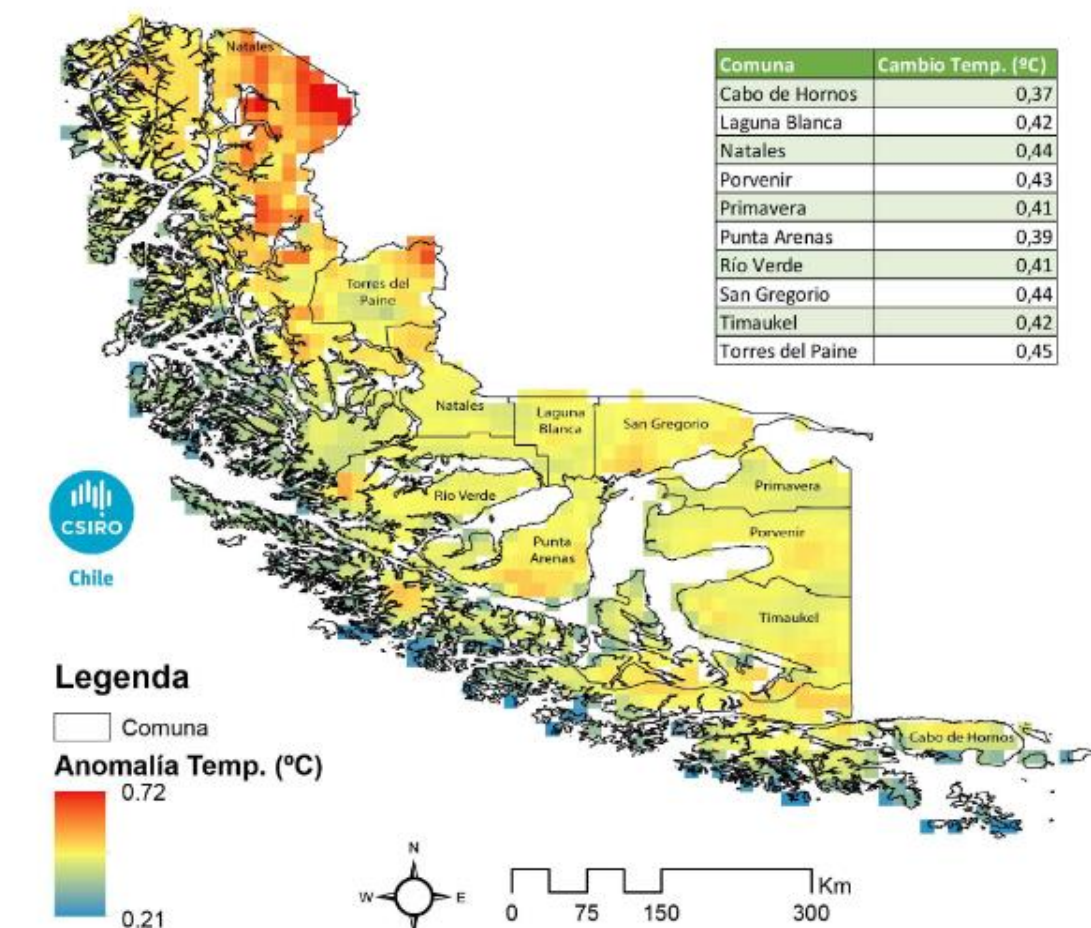 Natales
Comuna Cambio Temp. (ºC)
Cabo de Hornos 0,37
Laguna Blanca 0,42
Natales 0,44
Porvenir 0,43
Primavera 0,41
Punta Arenas 0,39
Río Verde 0,41
San Gregorio 0,44
Timaukel 0,42
Torres del Paine 0,45
Torres del
Paine
Natales
Laguna
Blanca
San Gregorio
Río Verde
Primavera
Punta
Arenas
Porvenir
Timaukel
Cabo de Hornos
CSIRO
Chile
Legenda
Comuna
Anomalía Temp. (ºC)
0.72
0.21
N
W E
Km
0 75 150 300